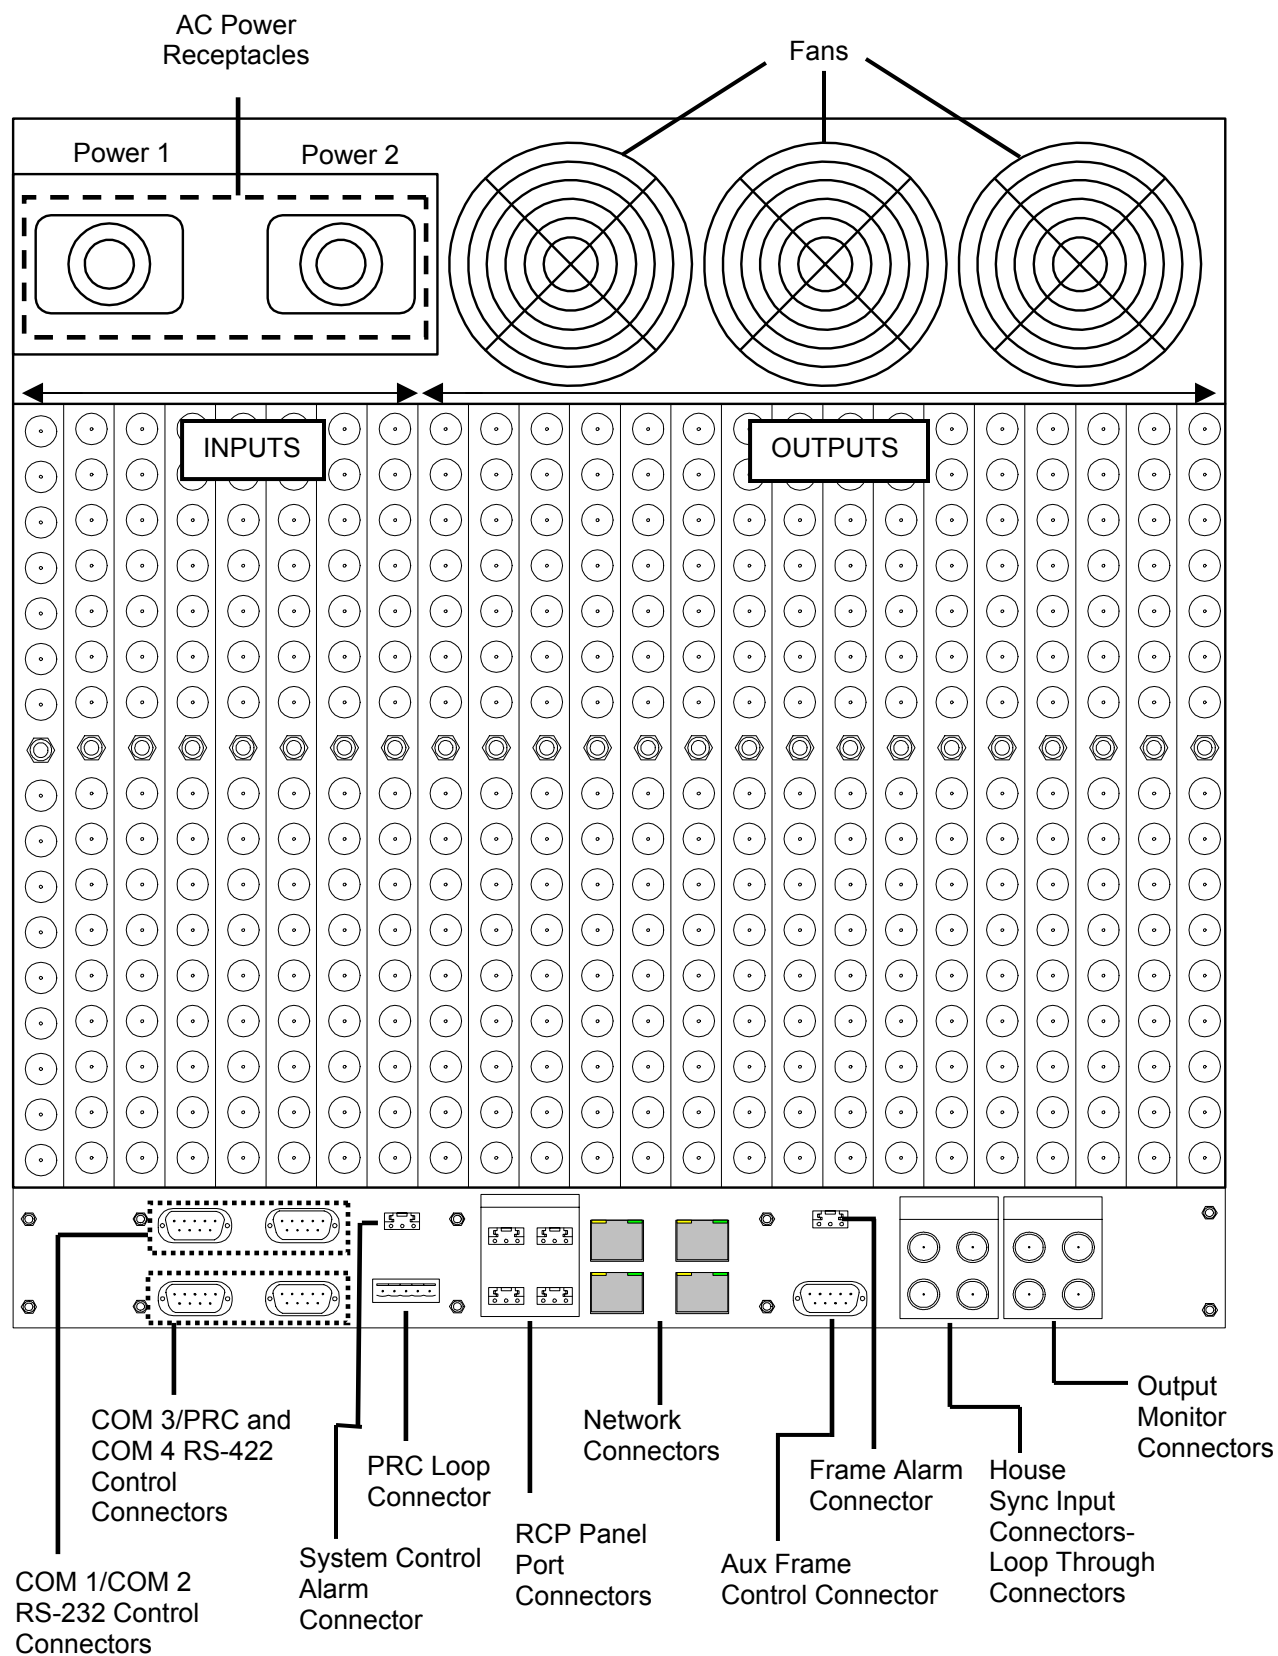 AC Power
Receptacles
Fans
Power 1
Power 2
INPUTS
OUTPUTS
COM 3/PRC and
COM 4 RS-422
Control
Connectors
COM 1/COM 2
RS-232 Control
Connectors
System Control
Alarm
Connector
PRC Loop
Connector
RCP Panel
Port
Connectors
Network
Connectors
Aux Frame
Control Connector
Frame Alarm
Connector
House
Sync Input
Connectors-
Loop Through
Connectors
Output
Monitor
Connectors